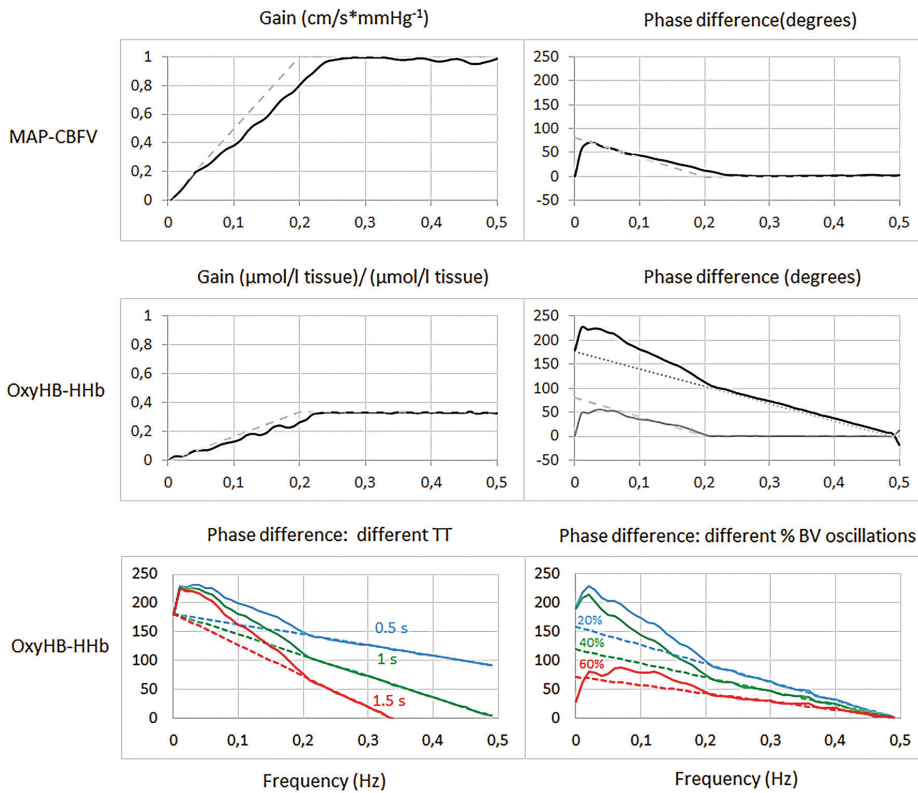 Gain (cm/s*mmHg⁻¹)
Phase difference(degrees)
MAP-CBFV
1
0,8
0,6
0,4
0,2
0
0 0,1 0,2 0,3 0,4 0,5
250
200
150
100
50
0
-50
0 0,1 0,2 0,3 0,4 0,5
Gain (μmol/l tissue)/ (μmol/l tissue)
Phase difference (degrees)
OxyHB-HHb
1
0,8
0,6
0,4
0,2
0
0 0,1 0,2 0,3 0,4 0,5
250
200
150
100
50
0
-50
0 0,1 0,2 0,3 0,4 0,5
Phase difference: different TT
Phase difference: different % BV oscillations
OxyHB-HHb
250
200
150
100
50
0
0.5 s
1 s
1.5 s
0 0,1 0,2 0,3 0,4 0,5
Frequency (Hz)
250
200
150
100
50
0
20%
40%
60%
0 0,1 0,2 0,3 0,4 0,5
Frequency (Hz)